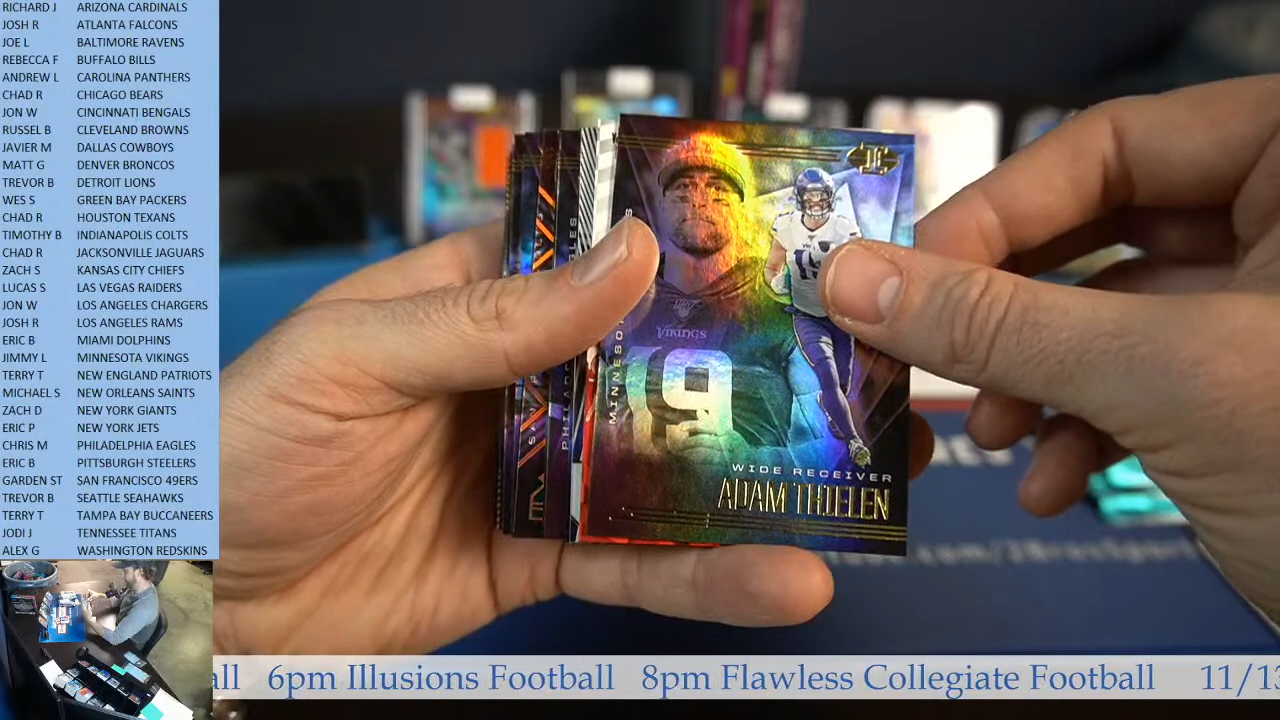 RICHARD J ARIZONA CARDINALS
JOSH R ATLANTA FALCONS
JOE L BALTIMORE RAVENS
REBECCA F BUFFALO BILLS
ANDREW L CAROLINA PANTHERS
CHAD R CHICAGO BEARS
JON W CINCINNATI BENGALS
RUSSEL B CLEVELAND BROWNS
JAVIER M DALLAS COWBOYS
MATT G DENVER BRONCOS
TREVOR B DETROIT LIONS
WES S GREEN BAY PACKERS
CHAD R HOUSTON TEXANS
TIMOTHY B INDIANAPOLIS COLTS
CHAD R JACKSONVILLE JAGUARS
ZACH S KANSAS CITY CHIEFS
LUCAS S LAS VEGAS RAIDERS
JON W LOS ANGELES CHARGERS
JOSH R LOS ANGELES RAMS
ERIC B MIAMI DOLPHINS
JIMMY L MINNESOTA VIKINGS
TERRY T NEW ENGLAND PATRIOTS
MICHAEL S NEW ORLEANS SAINTS
ZACH D NEW YORK GIANTS
ERIC P NEW YORK JETS
CHRIS M PHILADELPHIA EAGLES
ERIC B PITTSBURGH STEELERS
GARDEN ST SAN FRANCISCO 49ERS
TREVOR B SEATTLE SEAHAWKS
TERRY T TAMPA BAY BUCCANEERS
JODI J TENNESSEE TITANS
ALEX G WASHINGTON REDSKINS
MINNESOT S
VIKINGS
19
WIDE RECEIVER
ADAM THIELEN
PHILAD GLES
all 6pm Illusions Football 8pm Flawless Collegiate Football 11/13